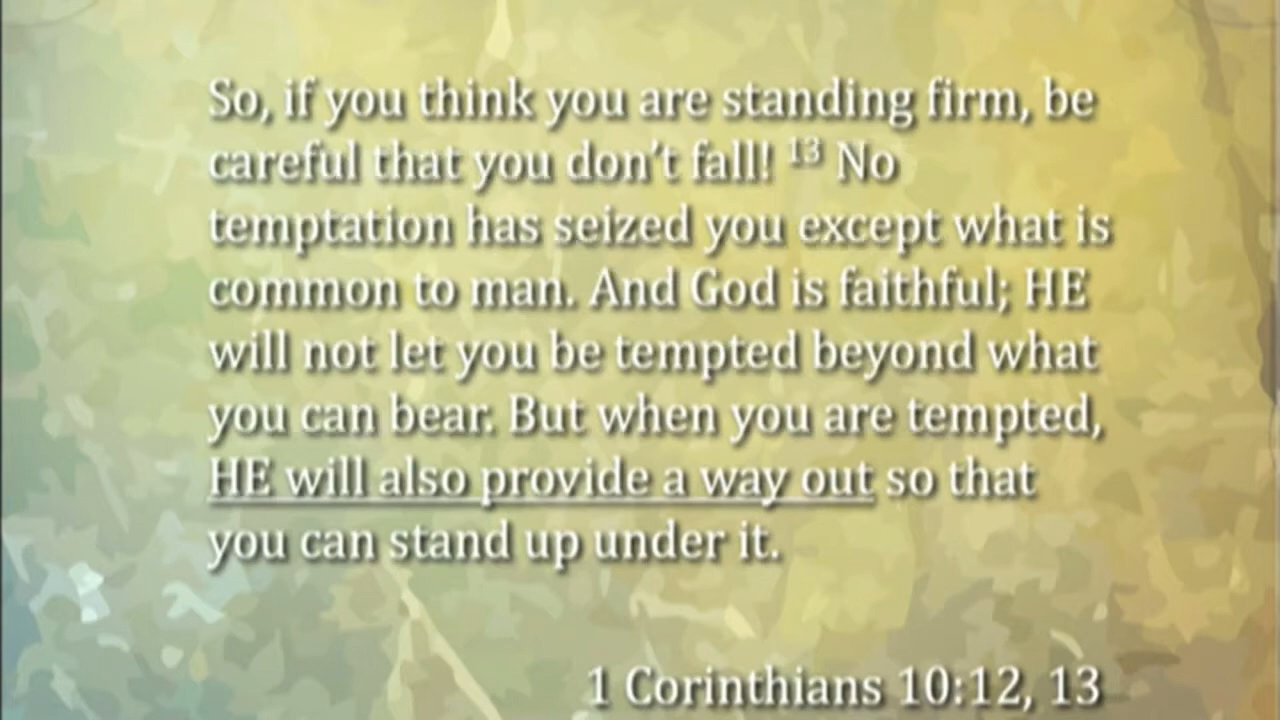 So, if you think you are standing firm, be
careful that you don’t fall! ¹³ No
temptation has seized you except what is
common to man. And God is faithful; HE
will not let you be tempted beyond what
you can bear. But when you are tempted,
HE will also provide a way out so that
you can stand up under it.
1 Corinthians 10:12, 13